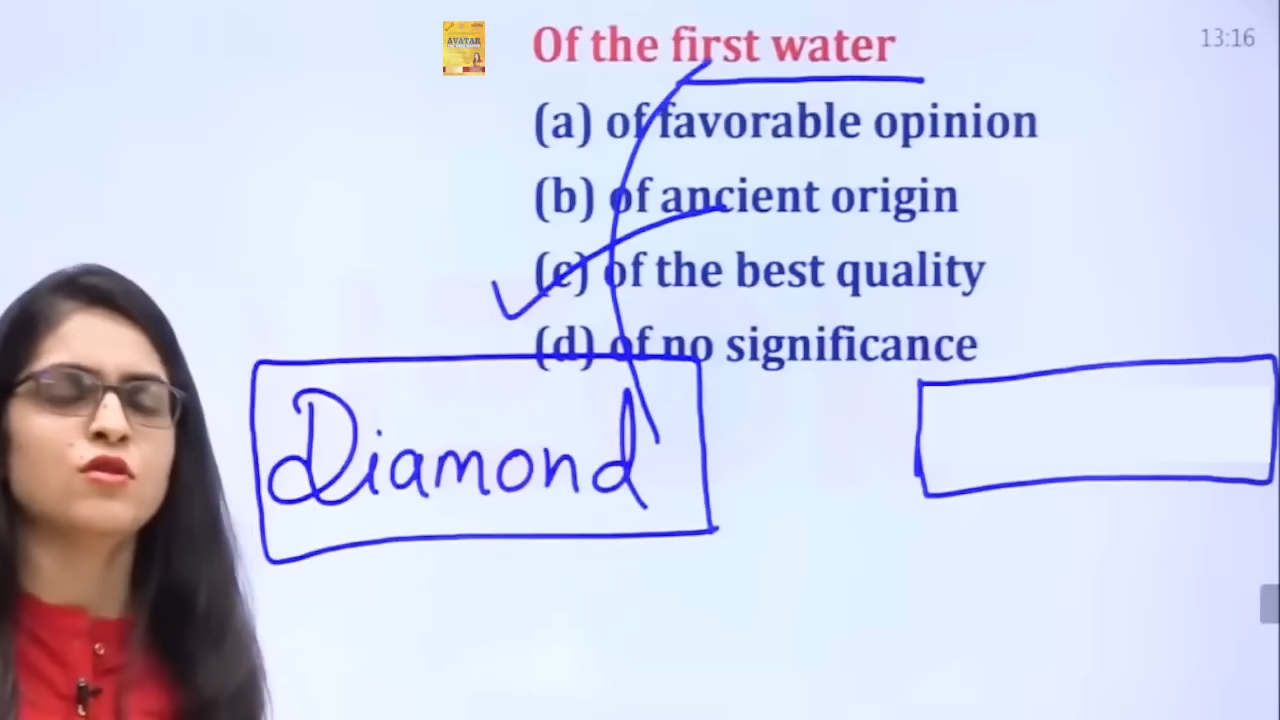 AVATAR
Of the first water
13:16
(a) of favorable opinion
(b) of ancient origin
(c) of the best quality
(d) of no significance
Diamond